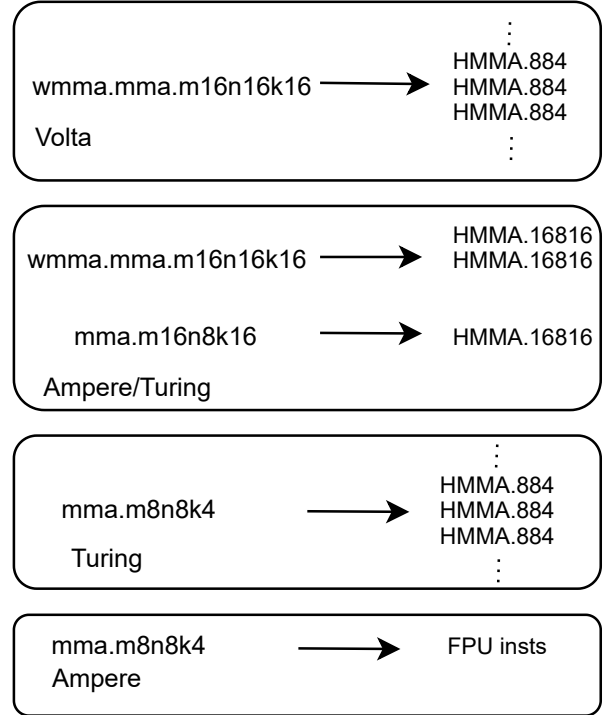 HMMA.884
wmma.mma.m16n16k16
HMMA.884
HMMA.884
Volta
HMMA.16816
wmma.mma.m16n16k16
HMMA.16816
mma.m16n8k16
HMMA.16816
Ampere/Turing
HMMA.884
mma.m8n8k4
HMMA.884
HMMA.884
Turing
mma.m8n8k4
FPU insts
Ampere